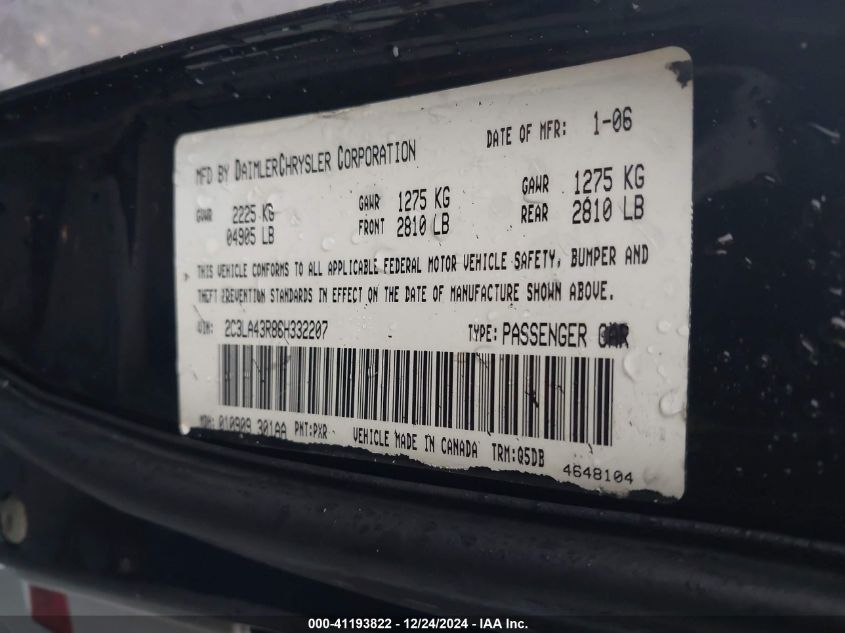 MFD BY DAIMLERCHRYSLER CORPORATION DATE OF MFR: 1-06
GVWR 2225 KG GAWR 1275 KG GAWR 1275 KG
04905 LB FRONT 2810 LB REAR 2810 LB
THIS VEHICLE CONFORMS TO ALL APPLICABLE FEDERAL MOTOR VEHICLE SAFETY, BUMPER AND
THEFT PREVENTION STANDARDS IN EFFECT ON THE DATE OF MANUFACTURE SHOWN ABOVE.
VIN: 2C3LA43R86H332207 TYPE: PASSENGER CAR
MDH: 010909 301AA PNT:PXR VEHICLE MADE IN CANADA TRM:Q5DB
4648104
000-41193822 - 12/24/2024 - IAA Inc.